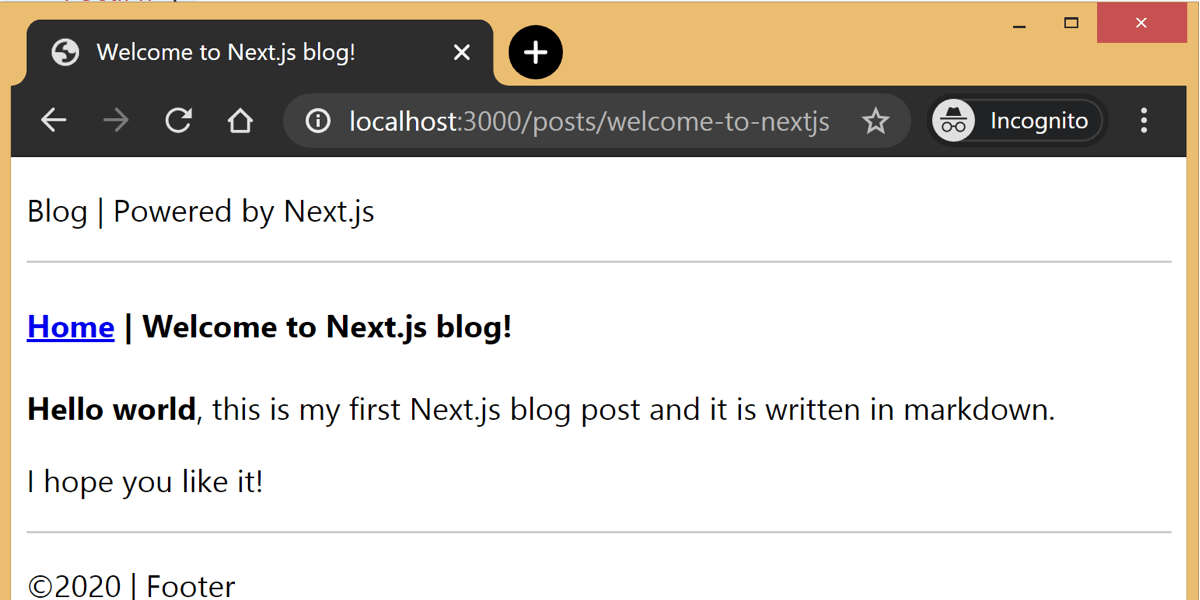 Welcome to Next.js blog!
localhost:3000/posts/welcome-to-nextjs
Incognito
Blog | Powered by Next.js
Home | Welcome to Next.js blog!
Hello world, this is my first Next.js blog post and it is written in markdown.
I hope you like it!
©2020 | Footer